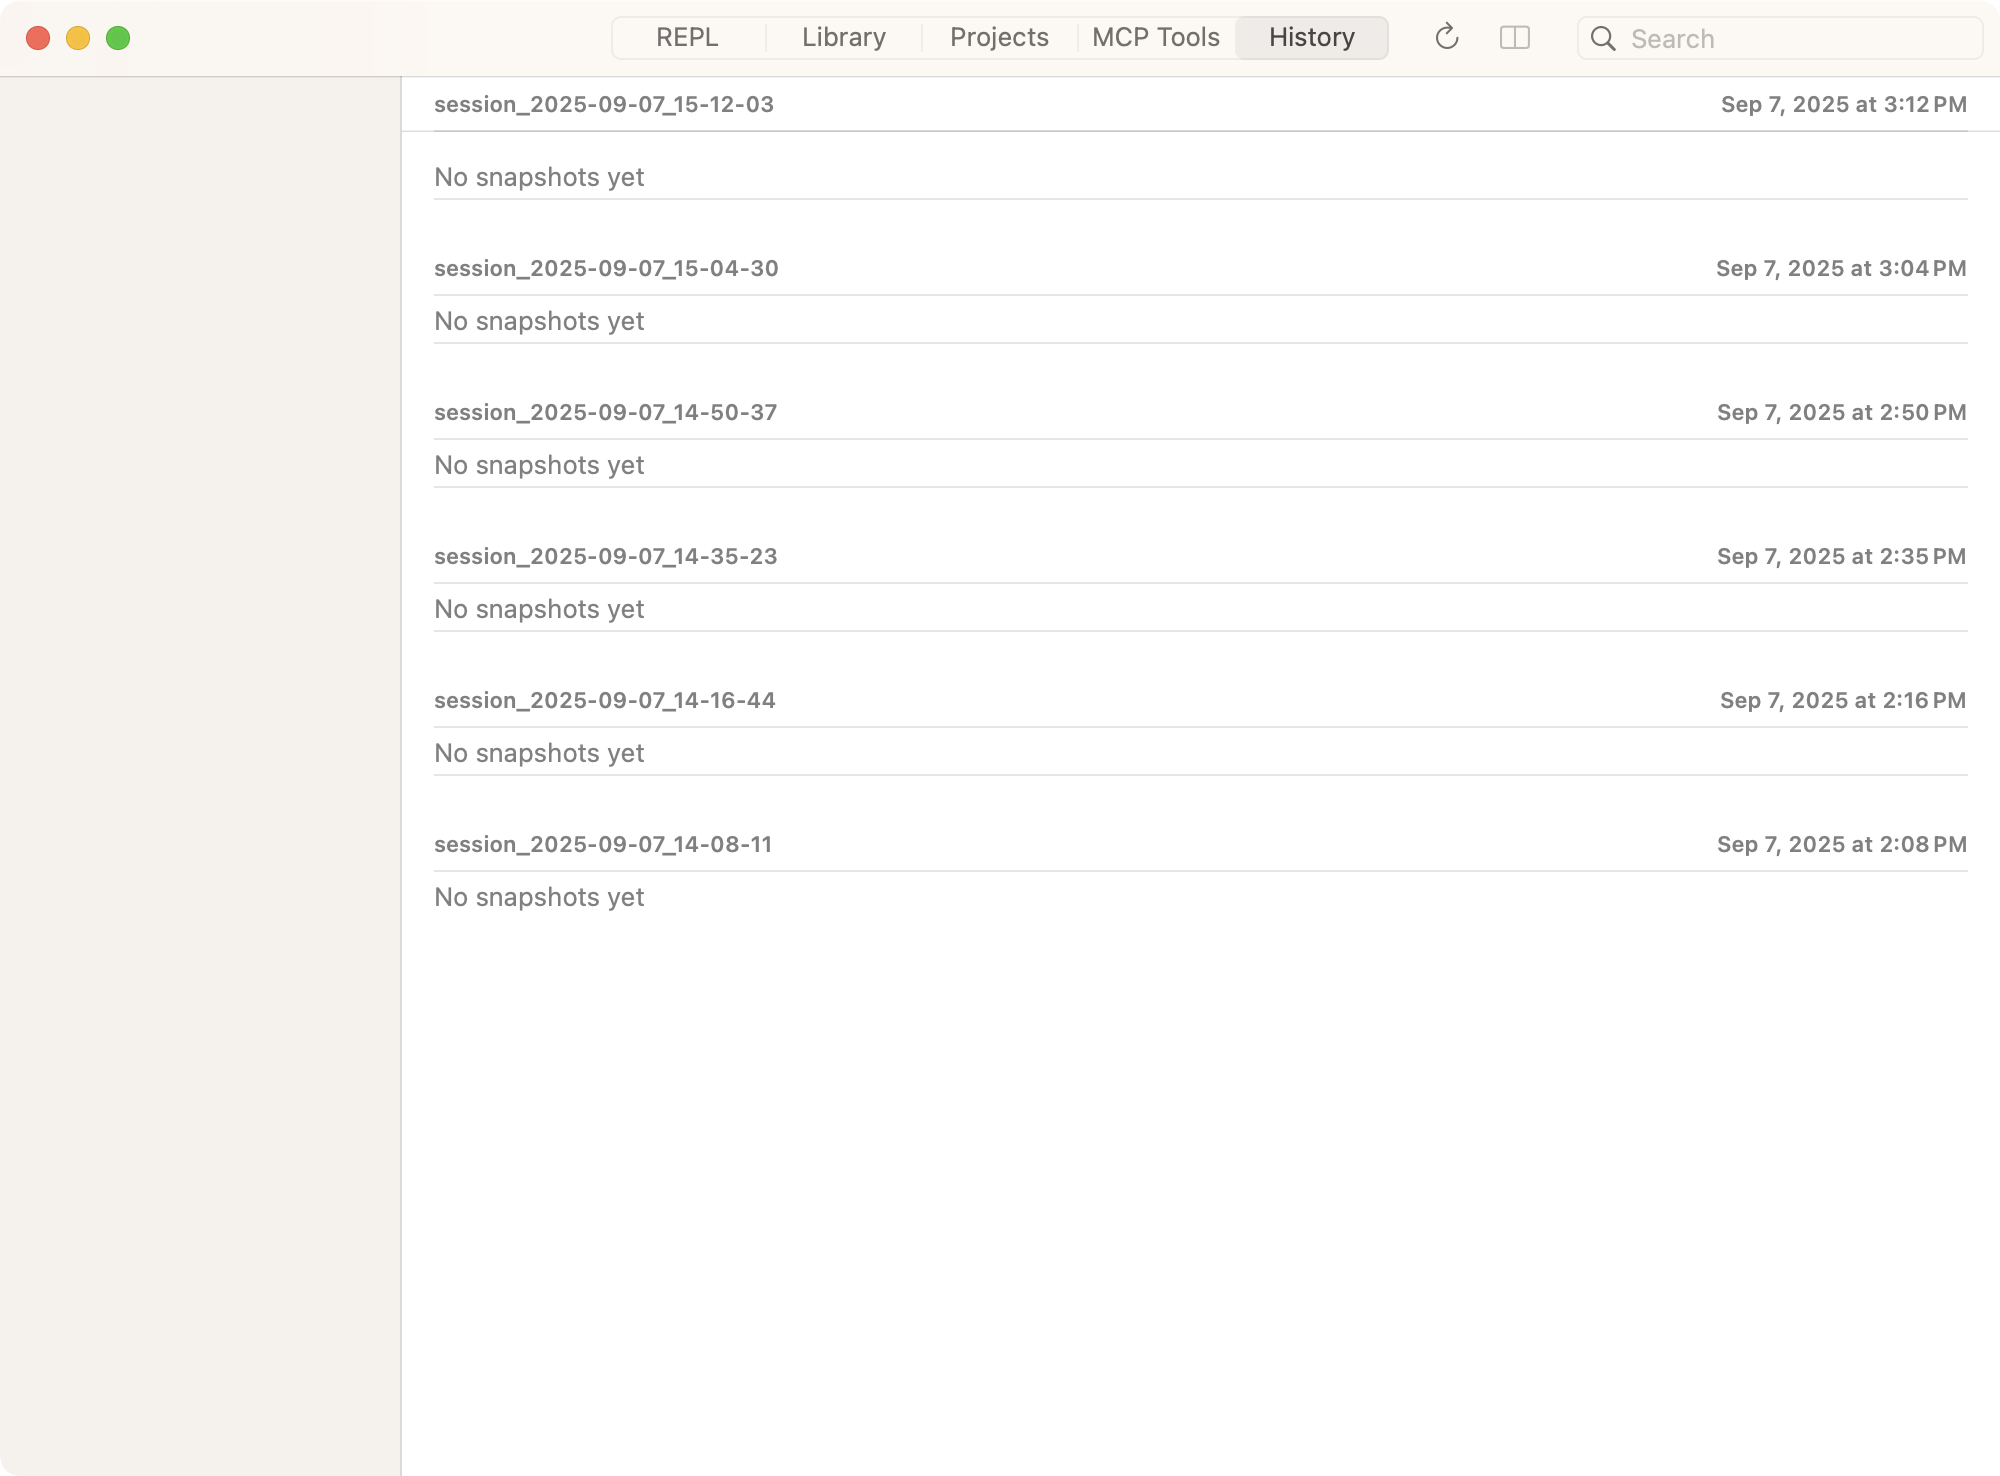 REPL Library Projects MCP Tools History Search
session_2025-09-07_15-12-03 Sep 7, 2025 at 3:12 PM
No snapshots yet
session_2025-09-07_15-04-30 Sep 7, 2025 at 3:04 PM
No snapshots yet
session_2025-09-07_14-50-37 Sep 7, 2025 at 2:50 PM
No snapshots yet
session_2025-09-07_14-35-23 Sep 7, 2025 at 2:35 PM
No snapshots yet
session_2025-09-07_14-16-44 Sep 7, 2025 at 2:16 PM
No snapshots yet
session_2025-09-07_14-08-11 Sep 7, 2025 at 2:08 PM
No snapshots yet